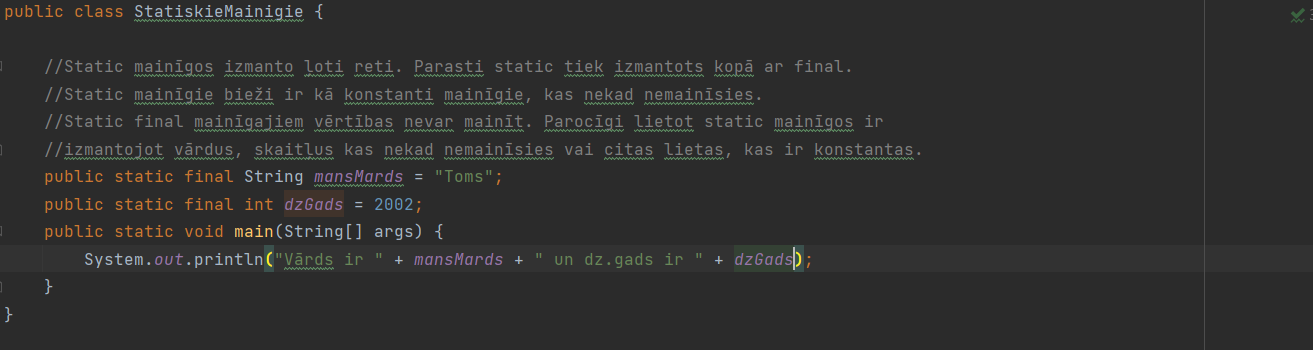 public class StatiskieMainigie {
//Static mainīgos izmanto ļoti reti. Parasti static tiek izmantots kopā ar final.
//Static mainīgie bieži ir kā konstanti mainīgie, kas nekad nemainīsies.
//Static final mainīgajiem vērtības nevar mainīt. Parocīgi lietot static mainīgos ir
//izmantojot vārdus, skaitļus kas nekad nemainīsies vai citas lietas, kas ir konstantas.
public static final String mansMards = "Toms";
public static final int dzGads = 2002;
public static void main(String[] args) {
System.out.println("Vārds ir " + mansMards + " un dz.gads ir " + dzGads);
}
}